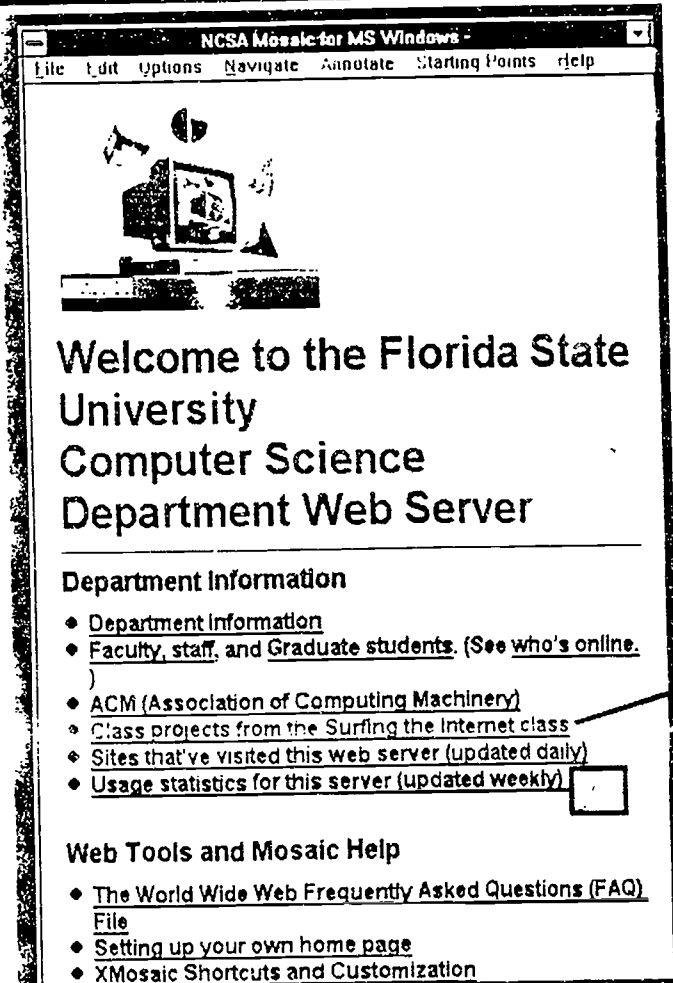 NCSA Mosaic for MS Windows -
File Edit Options Navigate Annotate Starting Points Help
Welcome to the Florida State
University
Computer Science
Department Web Server
Department Information
Department Information
Faculty, staff, and Graduate students. (See who's online.
)
ACM (Association of Computing Machinery)
Class projects from the Surfing the Internet class
Sites that've visited this web server (updated daily)
Usage statistics for this server (updated weekly)
Web Tools and Mosaic Help
The World Wide Web Frequently Asked Questions (FAQ)
File
Setting up your own home page
XMosaic Shortcuts and Customization